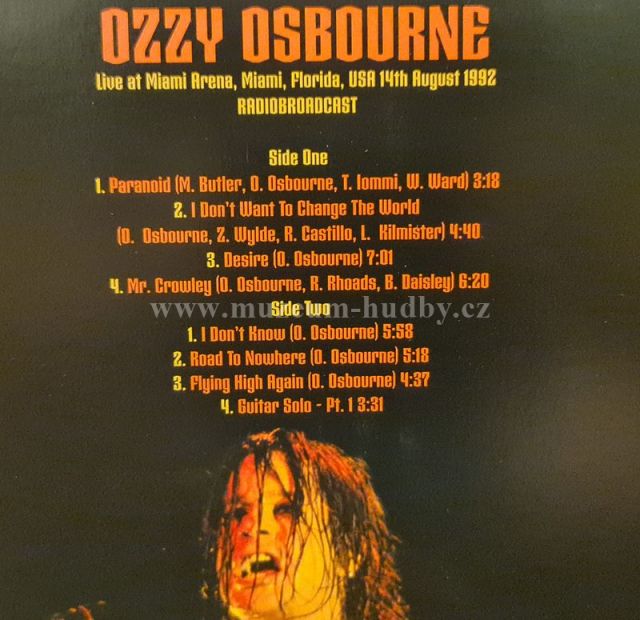 OZZY OSBOURNE
Live at Miami Arena, Miami, Florida, USA 14th August 1992
RADIOBROADCAST
Side One
1. Paranoid (M. Butler, O. Osbourne, T. Iommi, W. Ward) 3:18
2. I Don't Want To Change The World
(O. Osbourne, Z. Wylde, R. Castillo, L. Kilmister) 4:40
3. Desire (O. Osbourne) 7:01
4. Mr. Crowley (O. Osbourne, R. Rhoads, B. Daisley) 6:20
www.muzeum-hudby.cz
Side Two
1. I Don't Know (O. Osbourne) 5:58
2. Road To Nowhere (O. Osbourne) 5:18
3. Flying High Again (O. Osbourne) 4:37
4. Guitar Solo - Pt. 1 3:31